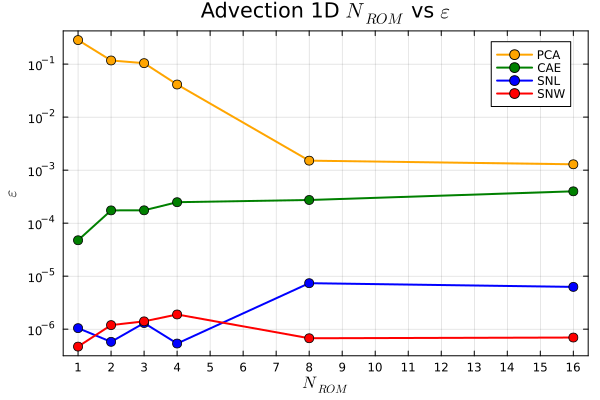 Advection 1D N_ROM vs ε
PCA
CAE
SNL
SNW
10⁻¹
10⁻²
10⁻³
10⁻⁴
10⁻⁵
10⁻⁶
ε
1 2 3 4 5 6 7 8 9 10 11 12 13 14 15 16
N_ROM